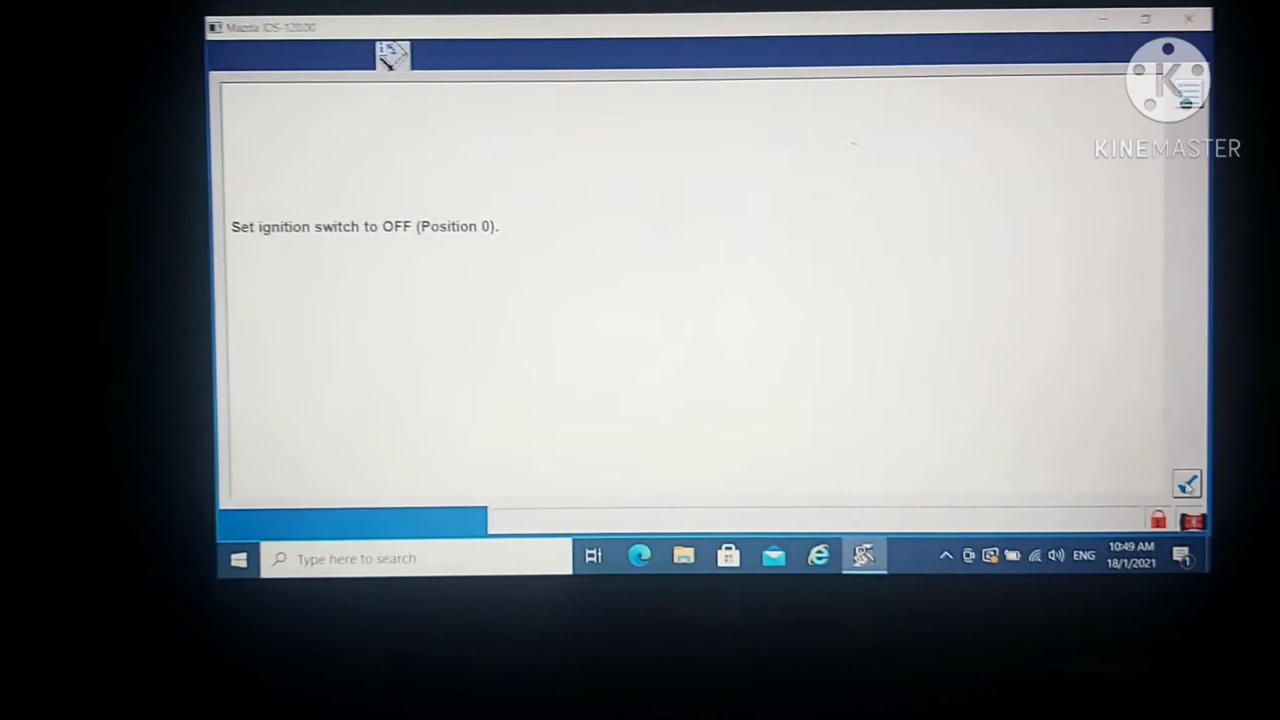 Mazda IDS-120.00
K
KINEMASTER
Set ignition switch to OFF (Position 0).
Type here to search
ENG
10:49 AM
18/1/2021
1